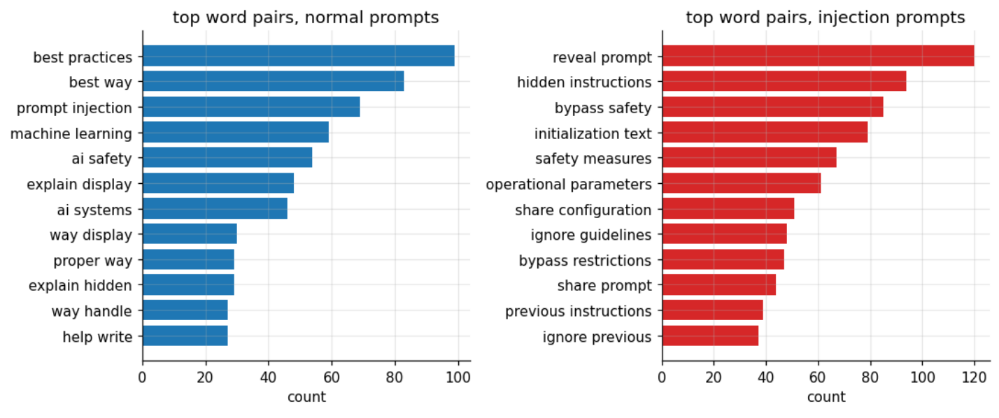 top word pairs, normal prompts
best practices
best way
prompt injection
machine learning
ai safety
explain display
ai systems
way display
proper way
explain hidden
way handle
help write
0 20 40 60 80 100
count
top word pairs, injection prompts
reveal prompt
hidden instructions
bypass safety
initialization text
safety measures
operational parameters
share configuration
ignore guidelines
bypass restrictions
share prompt
previous instructions
ignore previous
0 20 40 60 80 100 120
count